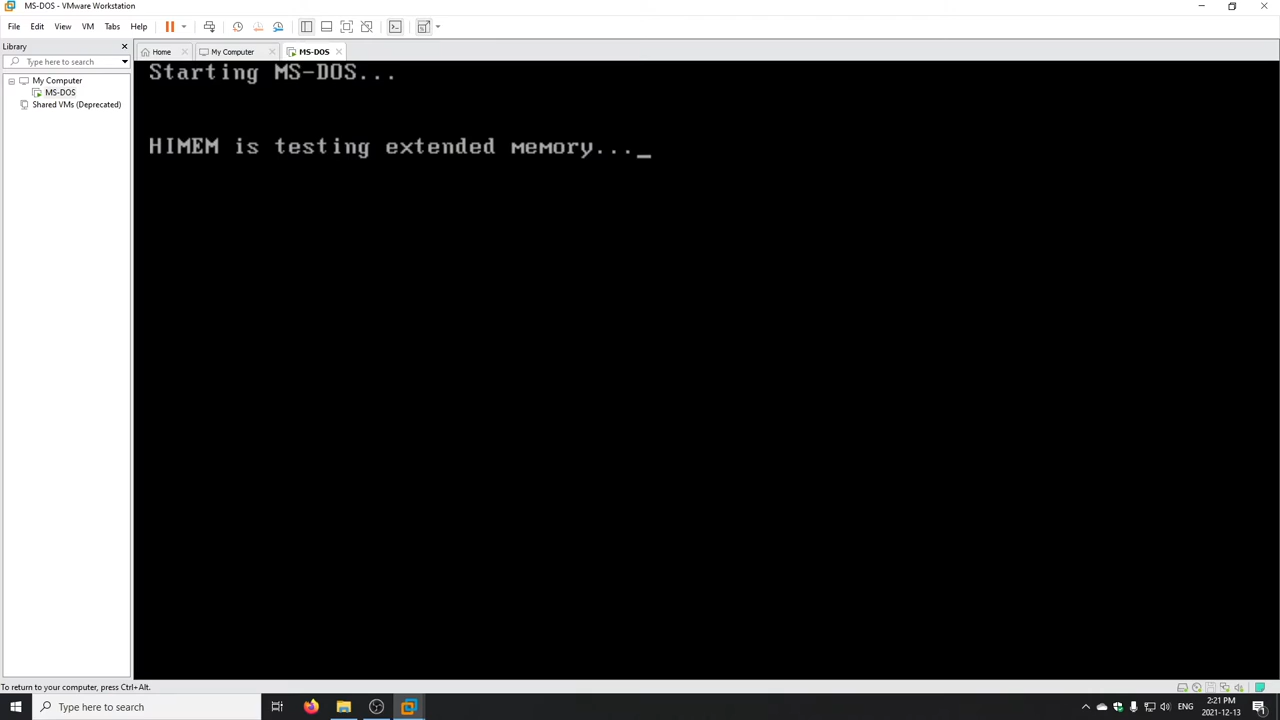 MS-DOS - VMware Workstation
File Edit View VM Tabs Help
Library
Type here to search
My Computer
MS-DOS
Shared VMs (Deprecated)
Home My Computer MS-DOS
Starting MS-DOS...
HIMEM is testing extended memory..._
To return to your computer, press Ctrl+Alt.
Type here to search
ENG
2:21 PM
2021-12-13
1